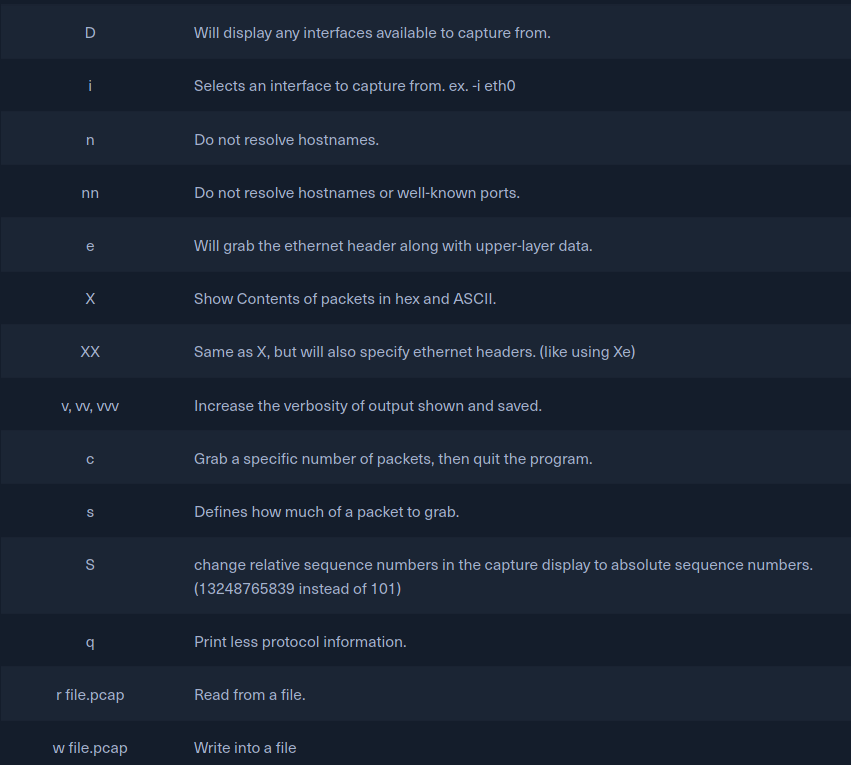 D Will display any interfaces available to capture from.
i Selects an interface to capture from. ex. -i eth0
n Do not resolve hostnames.
nn Do not resolve hostnames or well-known ports.
e Will grab the ethernet header along with upper-layer data.
X Show Contents of packets in hex and ASCII.
XX Same as X, but will also specify ethernet headers. (like using Xe)
v, vv, vvv Increase the verbosity of output shown and saved.
c Grab a specific number of packets, then quit the program.
s Defines how much of a packet to grab.
S change relative sequence numbers in the capture display to absolute sequence numbers.
(13248765839 instead of 101)
q Print less protocol information.
r file.pcap Read from a file.
w file.pcap Write into a file